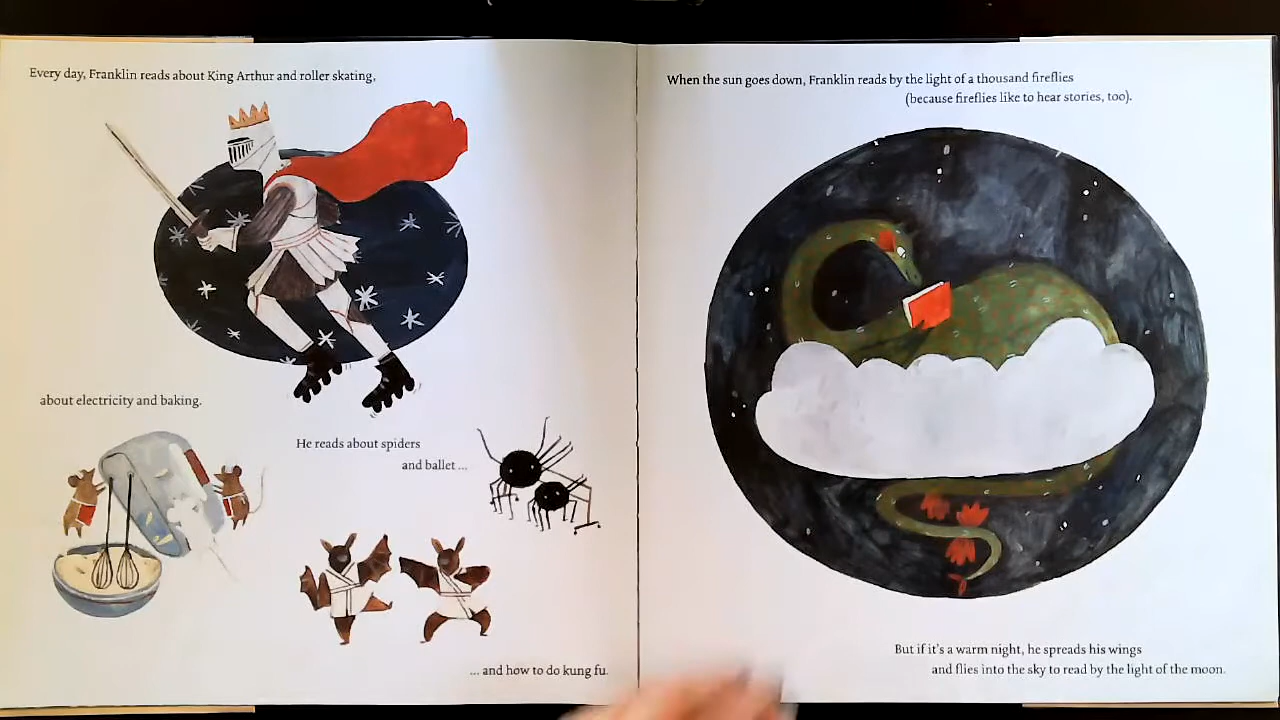 Every day, Franklin reads about King Arthur and roller skating,
about electricity and baking.
He reads about spiders
and ballet ...
... and how to do kung fu.
When the sun goes down, Franklin reads by the light of a thousand fireflies
(because fireflies like to hear stories, too).
But if it's a warm night, he spreads his wings
and flies into the sky to read by the light of the moon.